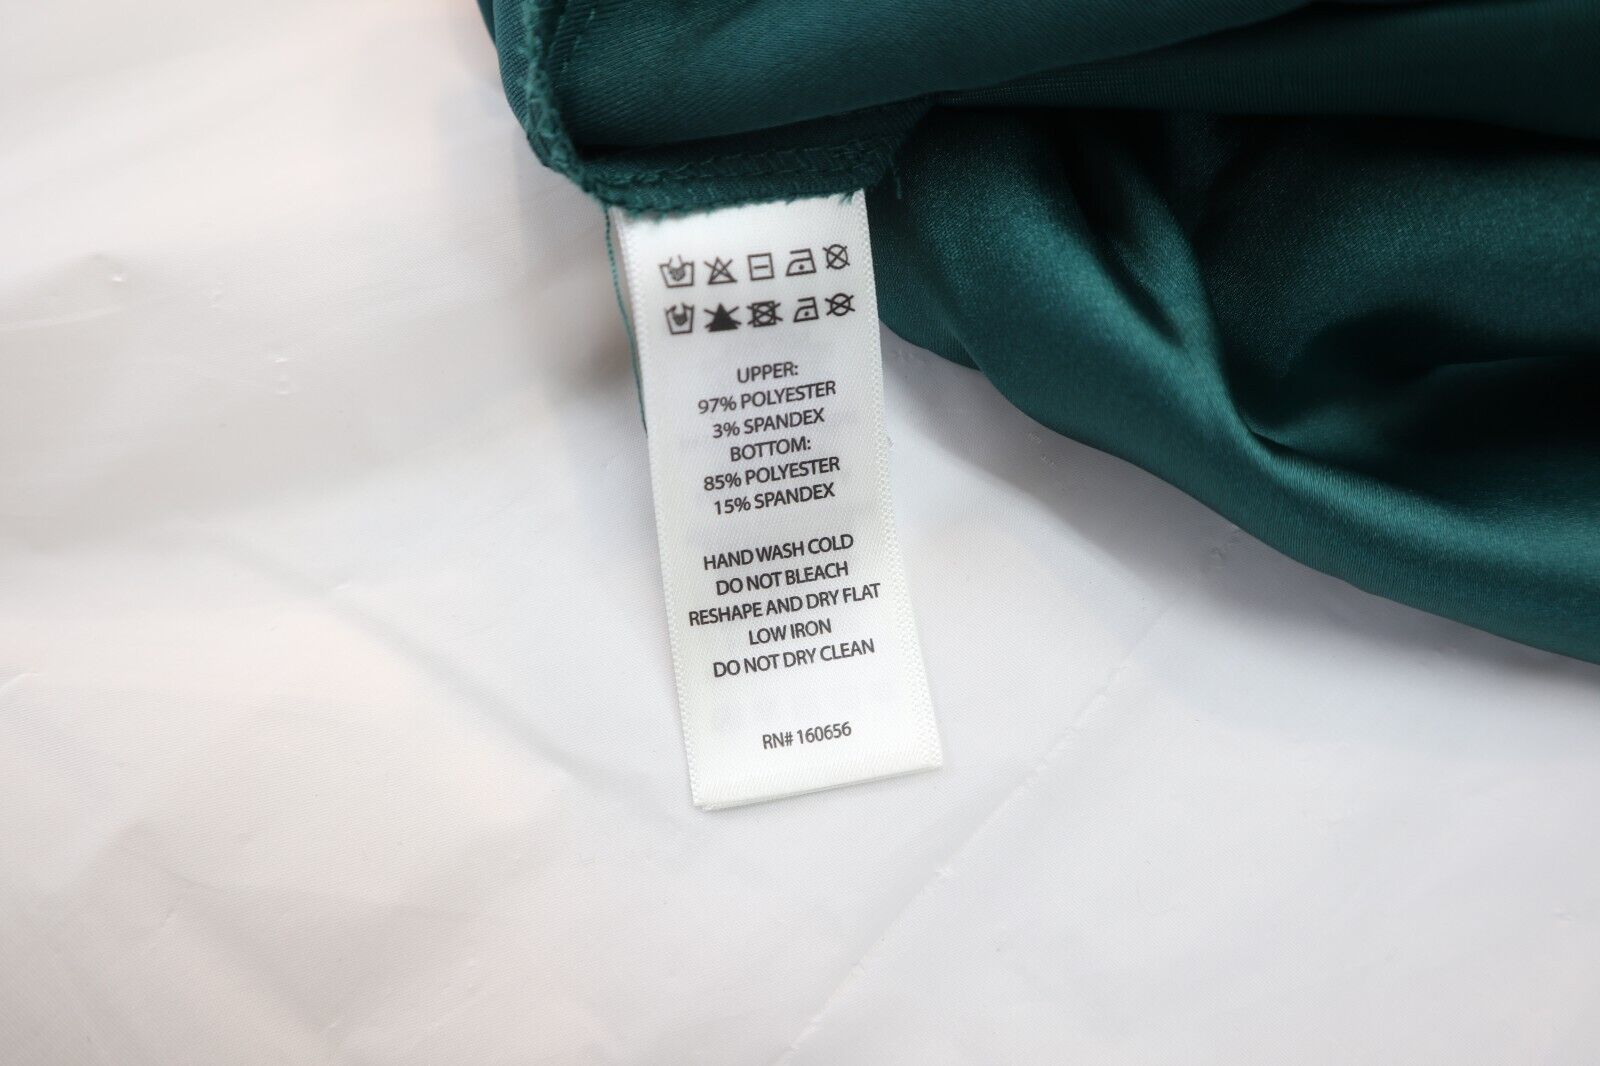 UPPER:
97% POLYESTER
3% SPANDEX
BOTTOM:
85% POLYESTER
15% SPANDEX
HAND WASH COLD
DO NOT BLEACH
RESHAPE AND DRY FLAT
LOW IRON
DO NOT DRY CLEAN
RN# 160656